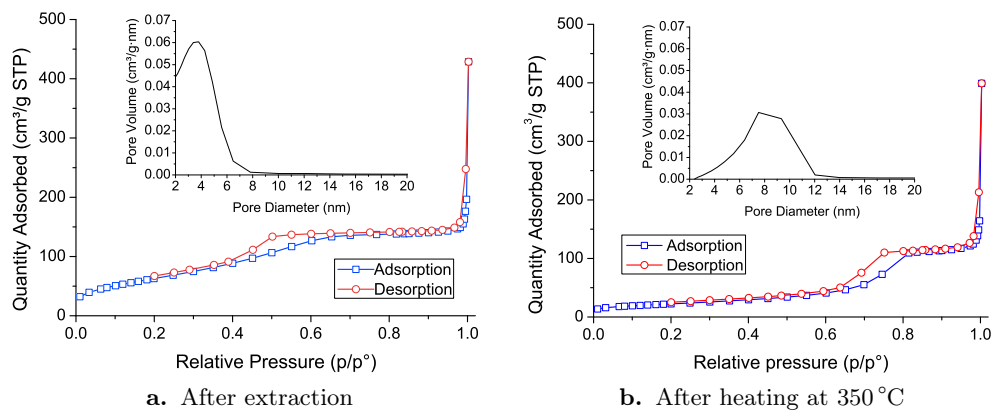 500
400
300
200
100
0
0.0 0.2 0.4 0.6 0.8 1.0
Quantity Adsorbed (cm³/g STP)
Relative Pressure (p/p°)
0.07
0.06
0.05
0.04
0.03
0.02
0.01
0.00
2 4 6 8 10 12 14 16 18 20
Pore Volume (cm³/g·nm)
Pore Diameter (nm)
Adsorption
Desorption
a. After extraction
500
400
300
200
100
0
0.0 0.2 0.4 0.6 0.8 1.0
Quantity Adsorbed (cm³/g STP)
Relative pressure (p/p°)
0.07
0.06
0.05
0.04
0.03
0.02
0.01
0.00
2 4 6 8 10 12 14 16 18 20
Pore Volume (cm³/g·nm)
Pore Diameter (nm)
Adsorption
Desorption
b. After heating at 350 °C